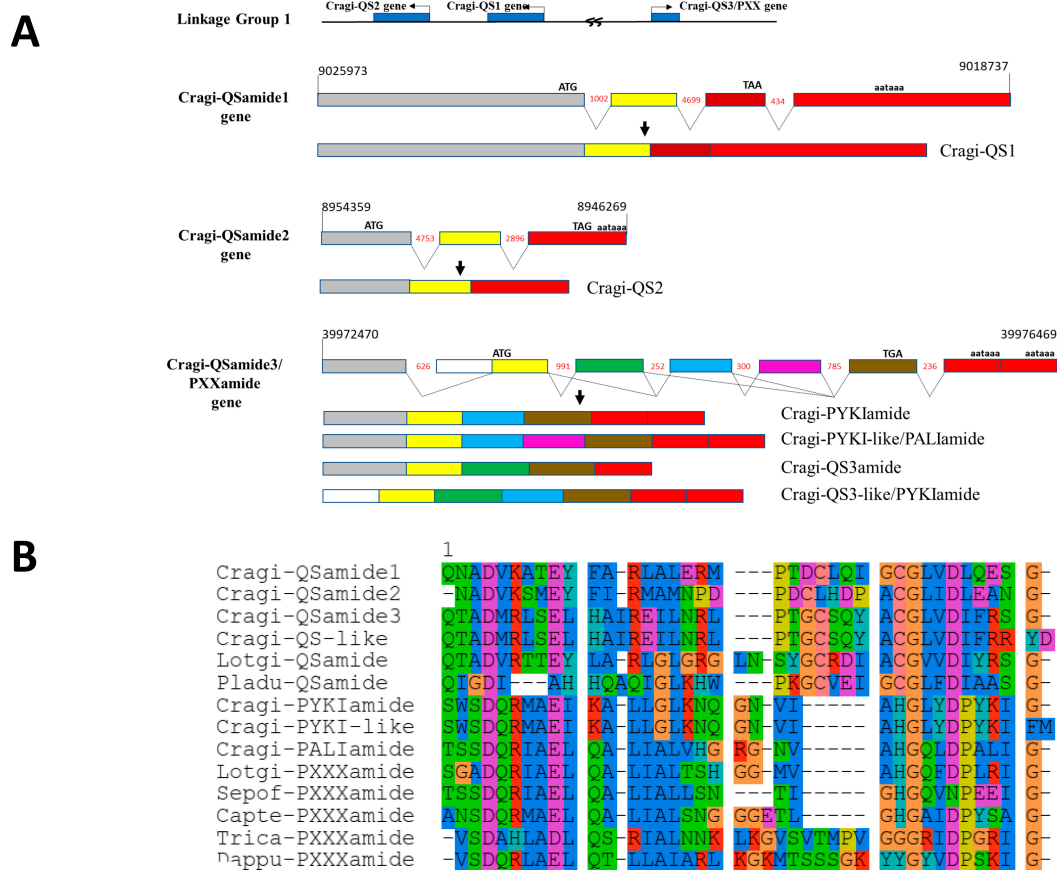 A
Linkage Group 1
Cragi-QS2 gene
Cragi-QS1 gene
Cragi-QS3/PXX gene
9025973
9018737
Cragi-QSamide1
gene
ATG
1002
4699
TAA
434
aataaa
Cragi-QS1
8954359
8946269
Cragi-QSamide2
gene
ATG
4753
2896
TAG aataaa
Cragi-QS2
39972470
39976469
Cragi-QSamide3/
PXXamide
gene
626
ATG
991
252
300
785
TGA
236
aataaa
aataaa
Cragi-PYKIamide
Cragi-PYKI-like/PALIamide
Cragi-QS3amide
Cragi-QS3-like/PYKIamide
B
1
Cragi-QSamide1 QNADVKATEY FA-RLALERM ---PTDCLQI GCGLVDLQES G-
Cragi-QSamide2 -NADVKSMEY FI-RMAMNPD ---PDCLHDP ACGLIDLEAN G-
Cragi-QSamide3 QTADMRLSEL HAIREILNRL ---PTGCSQY ACGLVDIFRS G-
Cragi-QS-like QTADMRLSEL HAIREILNRL ---PTGCSQY ACGLVDIFRR YD
Lotgi-QSamide QTADVRTTEY LA-RLGLGRG LN-SYGCRDI ACGVVDIYRS G-
Pladu-QSamide QIGDI---AH HQAQIGLKHW ---PKGCVEI GCGLFDIAAS G-
Cragi-PYKIamide SWSDQRMAEI KA-LLGLKNQ GN-VI----- AHGLYDPYKI G-
Cragi-PYKI-like SWSDQRMAEI KA-LLGLKNQ GN-VI----- AHGLYDPYKI FM
Cragi-PALIamide TSSDQRIAEL QA-LIALVHG RG-NV----- AHGQLDPALI G-
Lotgi-PXXXamide SGADQRIAEL QA-LIALTSH GG-MV----- AHGQFDPLRI G-
Sepof-PXXXamide TSSDQRIAEL QA-LIALLSN ---TI----- GHGQVNPEEI G-
Capte-PXXXamide ANSDQRMAEL QA-LIALSNG GGETL----- GHGAIDPYSA G-
Trica-PXXXamide -VSDAHLADL QS-RIALNNK LKGVSVTMPV GGGRIDPGRI G-
Dappu-PXXXamide -VSDQRLAEL QT-LLAIARL KGKMTSSSGK YYGYVDPSKI G-